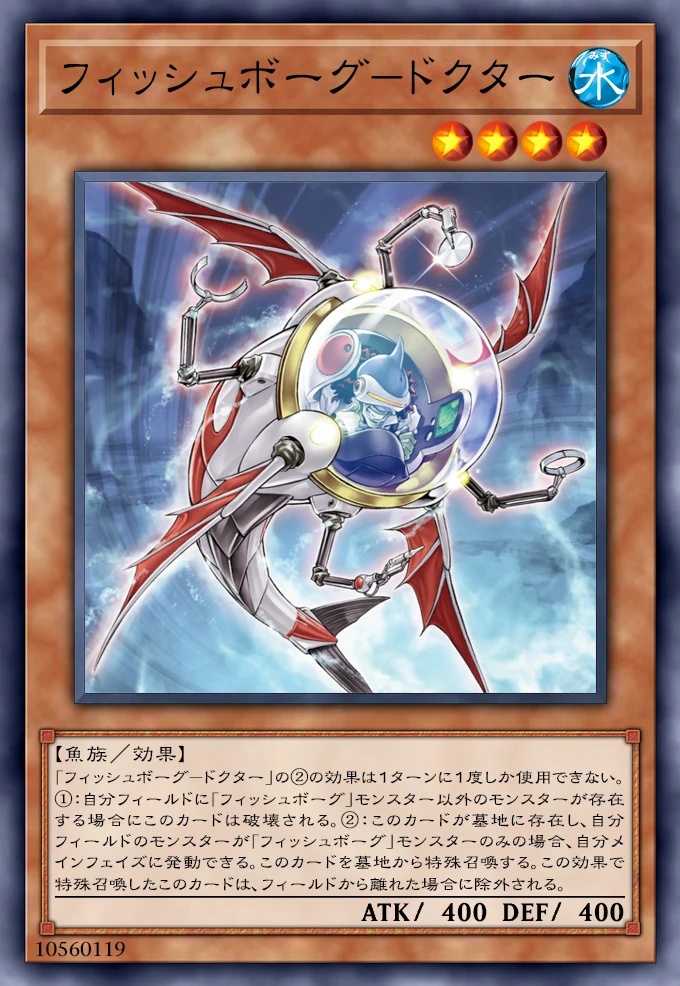 フィッシュボーグ－ドクター
みず
水
【魚族／効果】
「フィッシュボーグ－ドクター」の②の効果は１ターンに１度しか使用できない。
①：自分フィールドに「フィッシュボーグ」モンスター以外のモンスターが存在
する場合にこのカードは破壊される。②：このカードが墓地に存在し、自分
フィールドのモンスターが「フィッシュボーグ」モンスターのみの場合、自分メ
インフェイズに発動できる。このカードを墓地から特殊召喚する。この効果で
特殊召喚したこのカードは、フィールドから離れた場合に除外される。
ATK/ 400 DEF/ 400
10560119